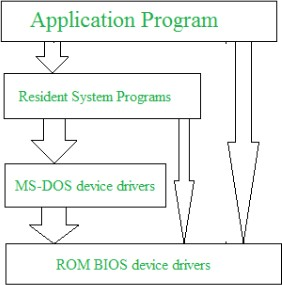 Application Program
Resident System Programs
MS-DOS device drivers
ROM BIOS device drivers